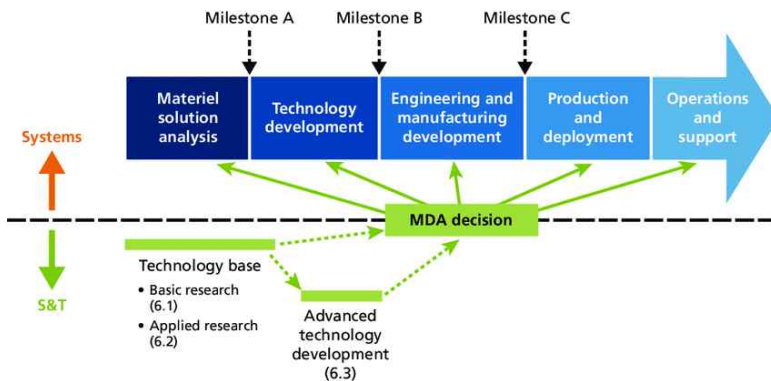 Milestone A
Milestone B
Milestone C
Materiel
solution
analysis
Technology
development
Engineering and
manufacturing
development
Production
and
deployment
Operations
and
support
Systems
MDA decision
S&T
Technology base
• Basic research
(6.1)
• Applied research
(6.2)
Advanced
technology
development
(6.3)